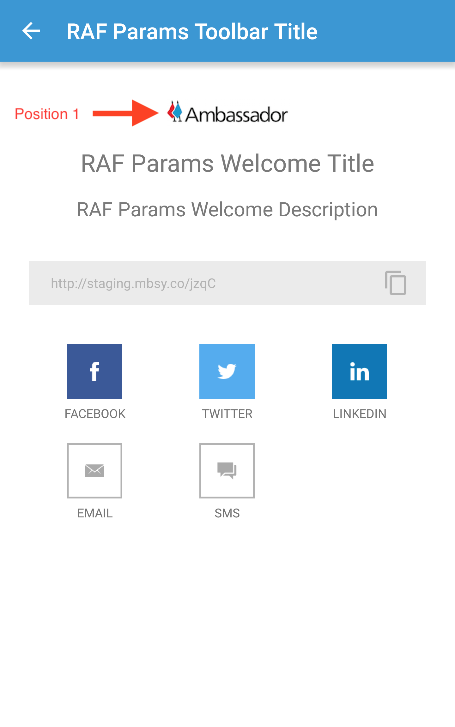 RAF Params Toolbar Title
Position 1
Ambassador
RAF Params Welcome Title
RAF Params Welcome Description
http://staging.mbsy.co/jzqC
f
in
FACEBOOK
TWITTER
LINKEDIN
EMAIL
SMS